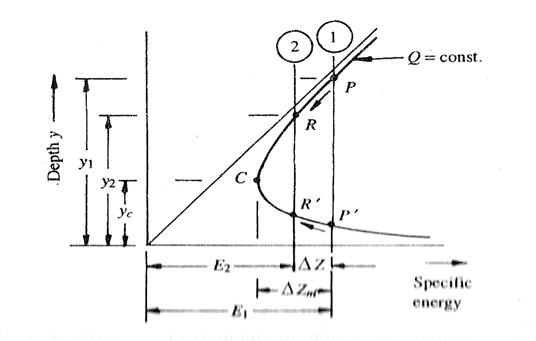 2 1
Q = const.
P
R
Depth y
y1
y2
C
yc
R'
P'
E2 ΔZ
ΔZm
E1
Specific
energy